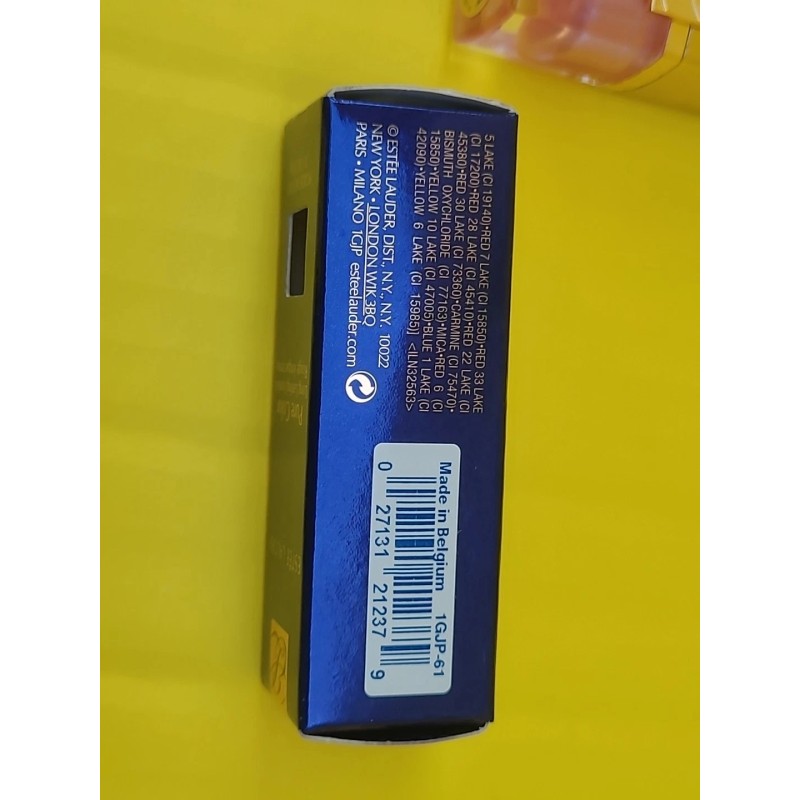 5 LAKE (CI 19140)•RED 7 LAKE (CI 15850)•RED 33 LAKE
(CI 17200)•RED 28 LAKE (CI 45410)•RED 22 LAKE (CI
45380)•RED 30 LAKE (CI 73360)•CARMINE (CI 75470)•
BISMUTH OXYCHLORIDE (CI 77163)•MICA•RED 6 (CI
15850)•YELLOW 10 LAKE (CI 47005)•BLUE 1 LAKE (CI
42090)•YELLOW 6 LAKE (CI 15985)] <ILN32563>
© ESTĒE LAUDER, DIST., N.Y., N.Y. 10022
NEW YORK • LONDON,W1K3BQ
PARIS • MILANO 1GJP esteelauder.com
Made in Belgium 1GJP-61
0 27131 21237 9
Pure Color